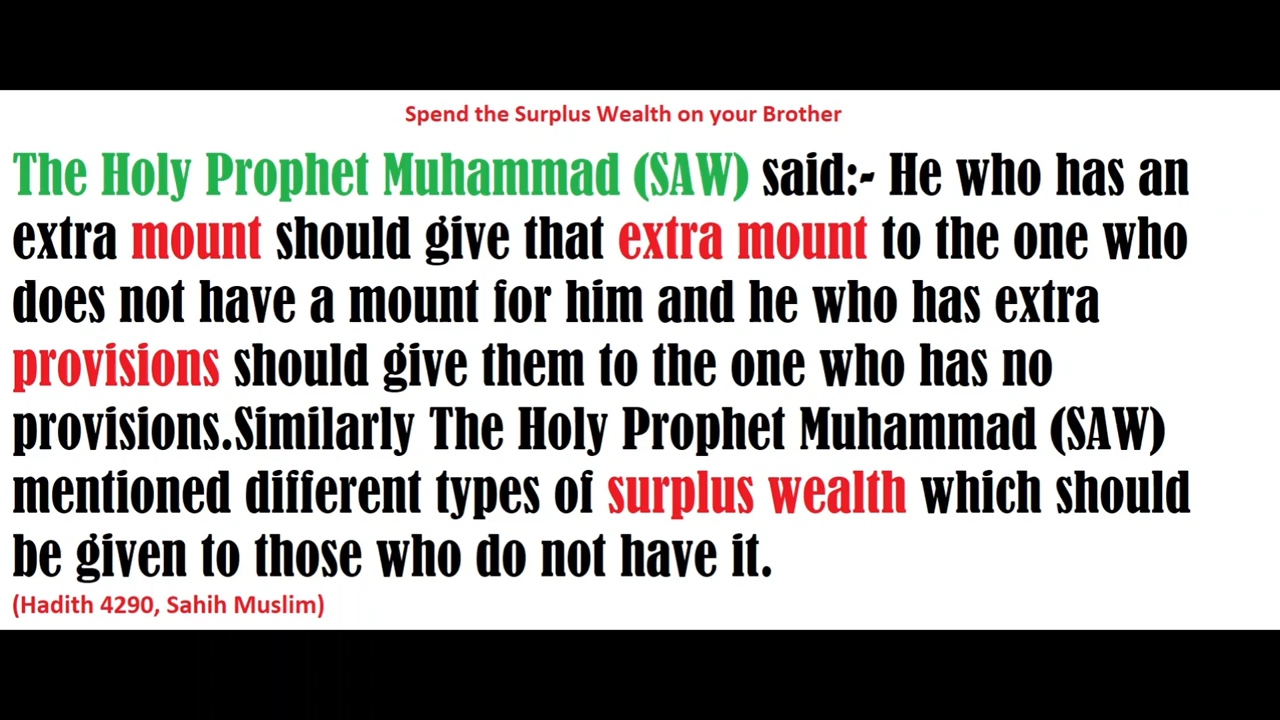 Spend the Surplus Wealth on your Brother
The Holy Prophet Muhammad (SAW) said:- He who has an
extra mount should give that extra mount to the one who
does not have a mount for him and he who has extra
provisions should give them to the one who has no
provisions.Similarly The Holy Prophet Muhammad (SAW)
mentioned different types of surplus wealth which should
be given to those who do not have it.
(Hadith 4290, Sahih Muslim)